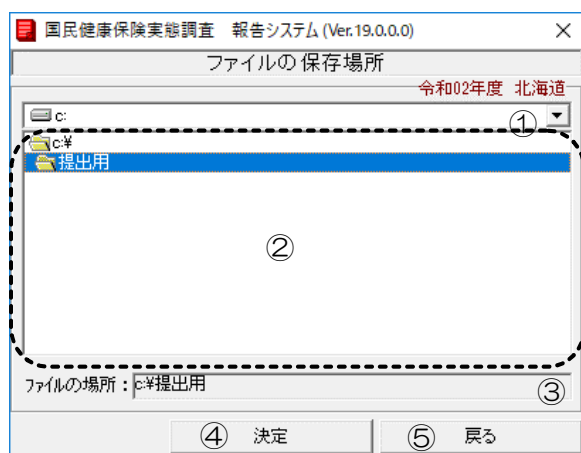 国民健康保険実態調査 報告システム (Ver.19.0.0.0)
ファイルの保存場所
令和02年度 北海道
c:
①
c:¥
提出用
②
ファイルの場所：c:¥提出用
③
④ 決定
⑤ 戻る